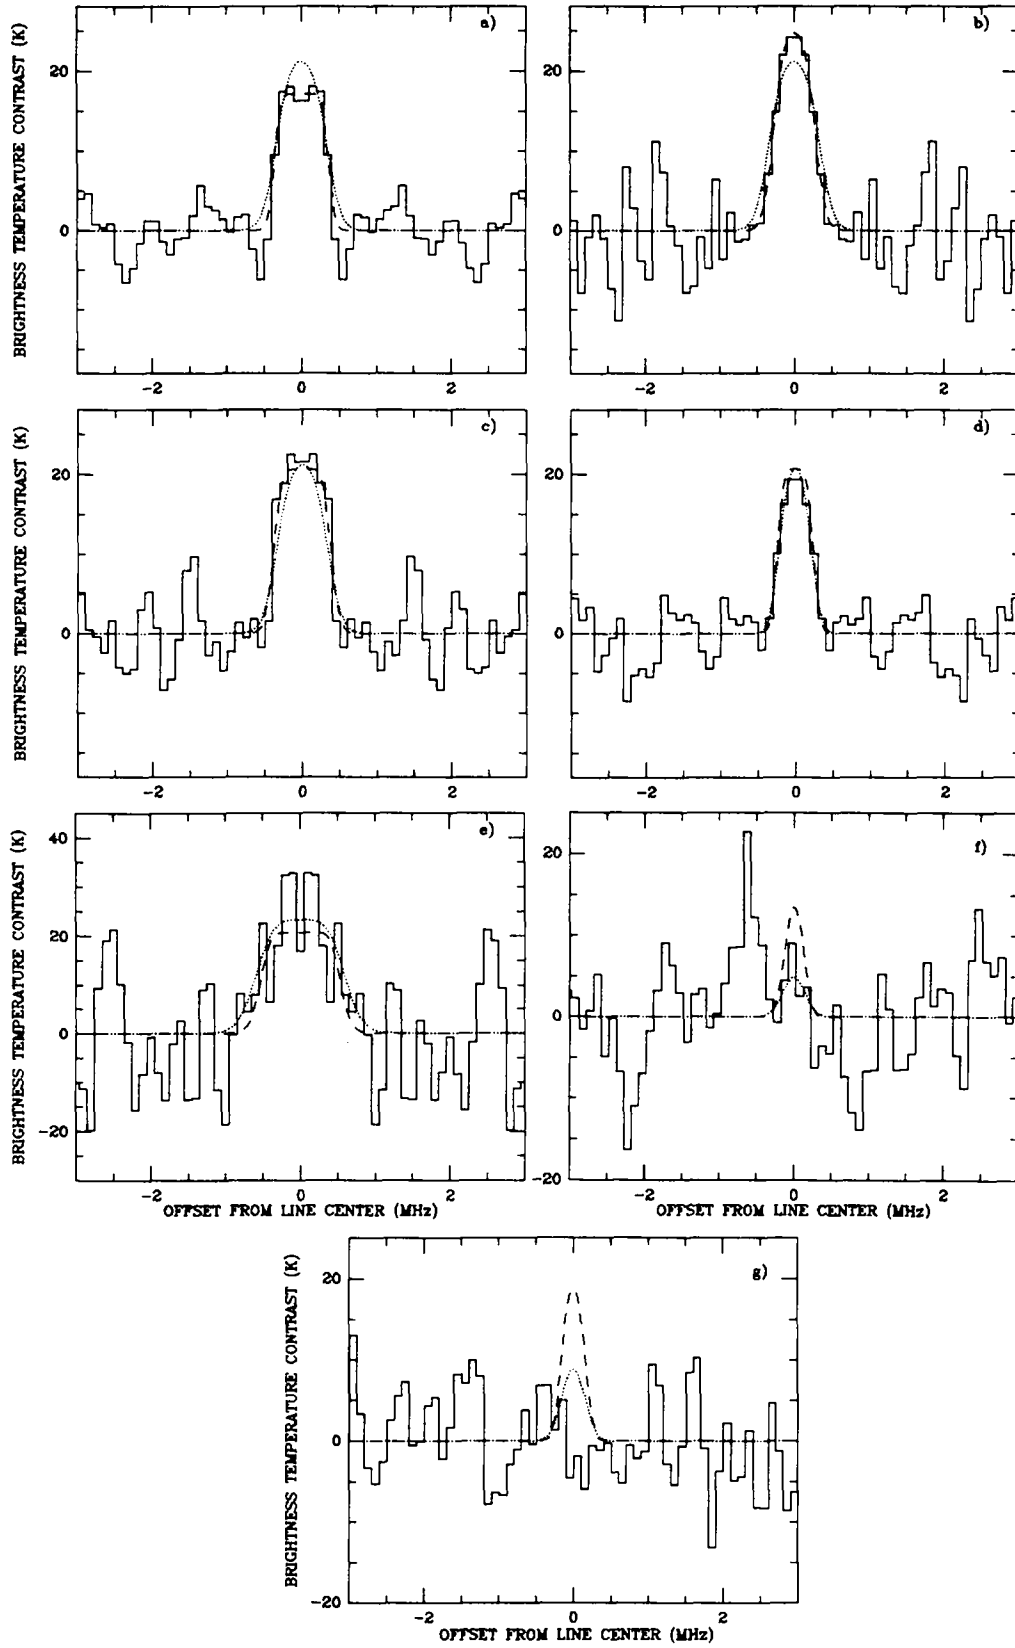 BRIGHTNESS TEMPERATURE CONTRAST (K)
a)
20
0
-2 0 2
b)
20
0
-2 0 2
BRIGHTNESS TEMPERATURE CONTRAST (K)
c)
20
0
-2 0 2
d)
20
0
-2 0 2
BRIGHTNESS TEMPERATURE CONTRAST (K)
e)
40
20
0
-20
-2 0 2
OFFSET FROM LINE CENTER (MHz)
f)
20
0
-20
-2 0 2
OFFSET FROM LINE CENTER (MHz)
BRIGHTNESS TEMPERATURE CONTRAST (K)
g)
20
0
-20
-2 0 2
OFFSET FROM LINE CENTER (MHz)